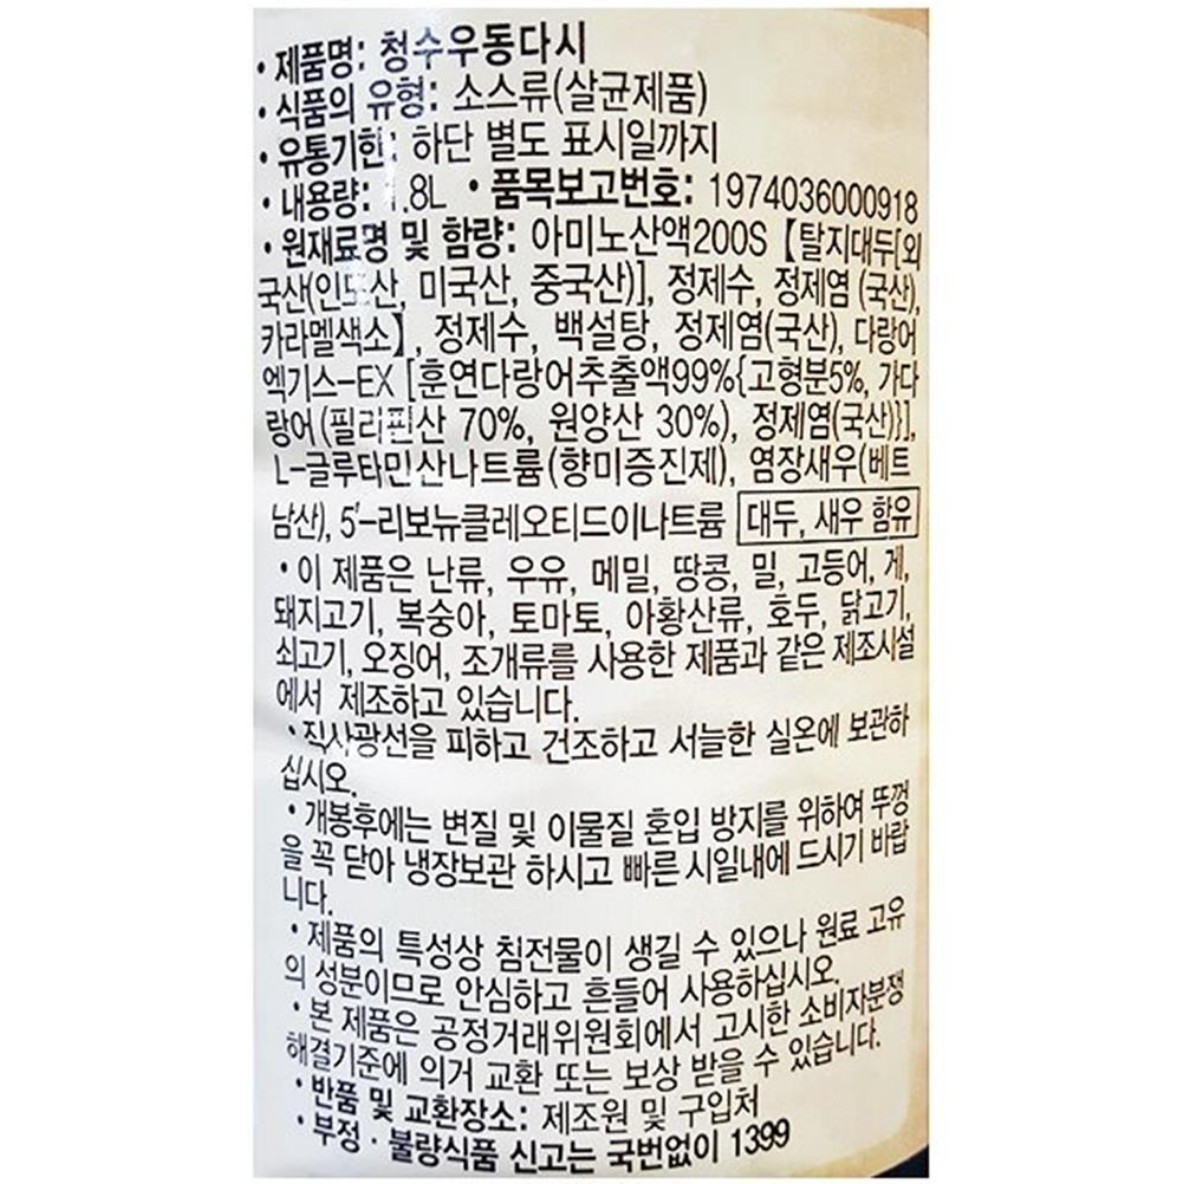 • 제품명: 청수우동다시
• 식품의 유형: 소스류(살균제품)
• 유통기한: 하단 별도 표시일까지
• 내용량: 1.8L • 품목보고번호: 1974036000918
• 원재료명 및 함량: 아미노산액200S【탈지대두[외
국산(인도산, 미국산, 중국산)], 정제수, 정제염 (국산),
카라멜색소】, 정제수, 백설탕, 정제염(국산), 다랑어
엑기스-EX [훈연다랑어추출액99%{고형분5%, 가다
랑어(필리핀산 70%, 원양산 30%), 정제염(국산)}],
L-글루타민산나트륨(향미증진제), 염장새우(베트
남산), 5'-리보뉴클레오티드이나트륨 대두, 새우 함유
• 이 제품은 난류, 우유, 메밀, 땅콩, 밀, 고등어, 게,
돼지고기, 복숭아, 토마토, 아황산류, 호두, 닭고기,
쇠고기, 오징어, 조개류를 사용한 제품과 같은 제조시설
에서 제조하고 있습니다.
• 직사광선을 피하고 건조하고 서늘한 실온에 보관하
십시오.
• 개봉후에는 변질 및 이물질 혼입 방지를 위하여 뚜껑
을 꼭 닫아 냉장보관 하시고 빠른 시일내에 드시기 바랍
니다.
• 제품의 특성상 침전물이 생길 수 있으나 원료 고유
의 성분이므로 안심하고 흔들어 사용하십시오.
• 본 제품은 공정거래위원회에서 고시한 소비자분쟁
해결기준에 의거 교환 또는 보상 받을 수 있습니다.
• 반품 및 교환장소: 제조원 및 구입처
• 부정 · 불량식품 신고는 국번없이 1399